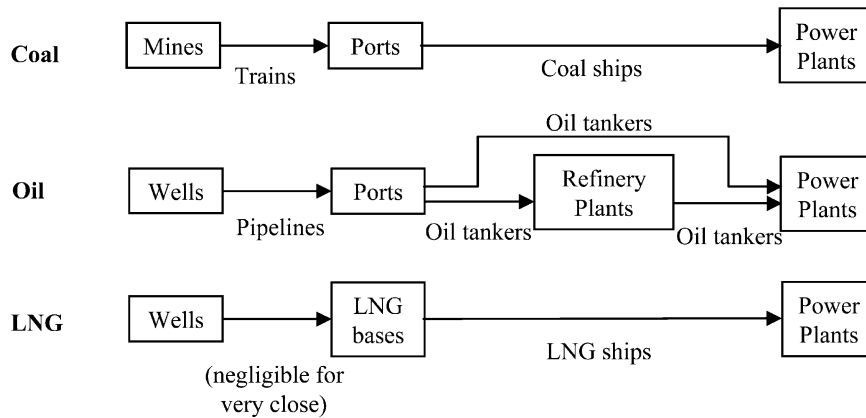 Coal
Mines
Trains
Ports
Coal ships
Power
Plants
Oil
Wells
Pipelines
Ports
Oil tankers
Oil tankers
Refinery
Plants
Oil tankers
Power
Plants
LNG
Wells
(negligible for
very close)
LNG
bases
LNG ships
Power
Plants